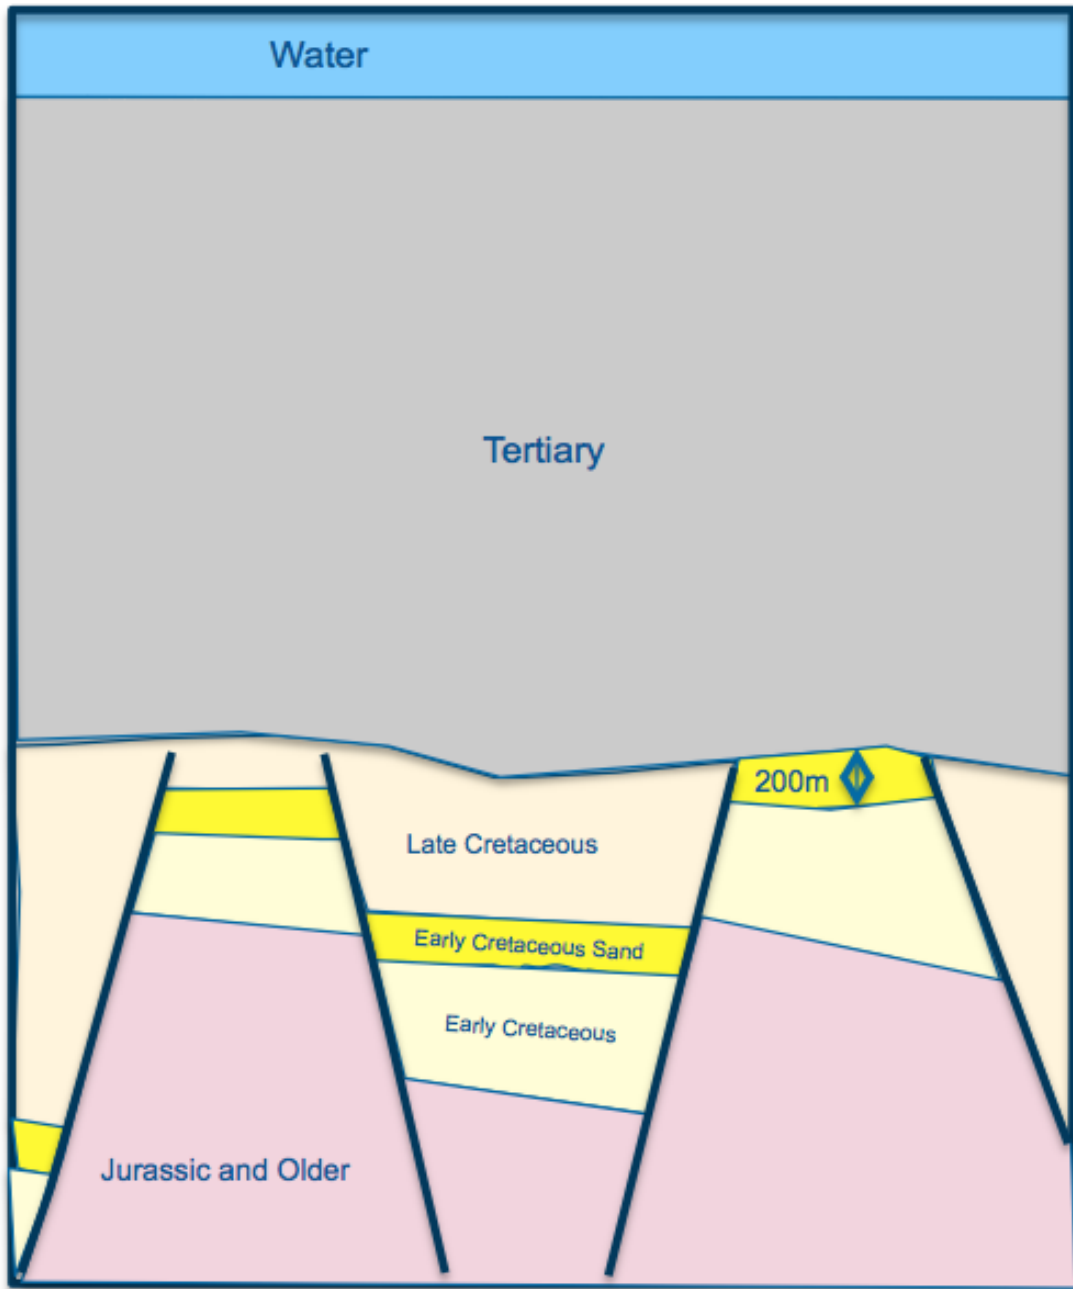 Water
Tertiary
200m
Late Cretaceous
Early Cretaceous Sand
Early Cretaceous
Jurassic and Older